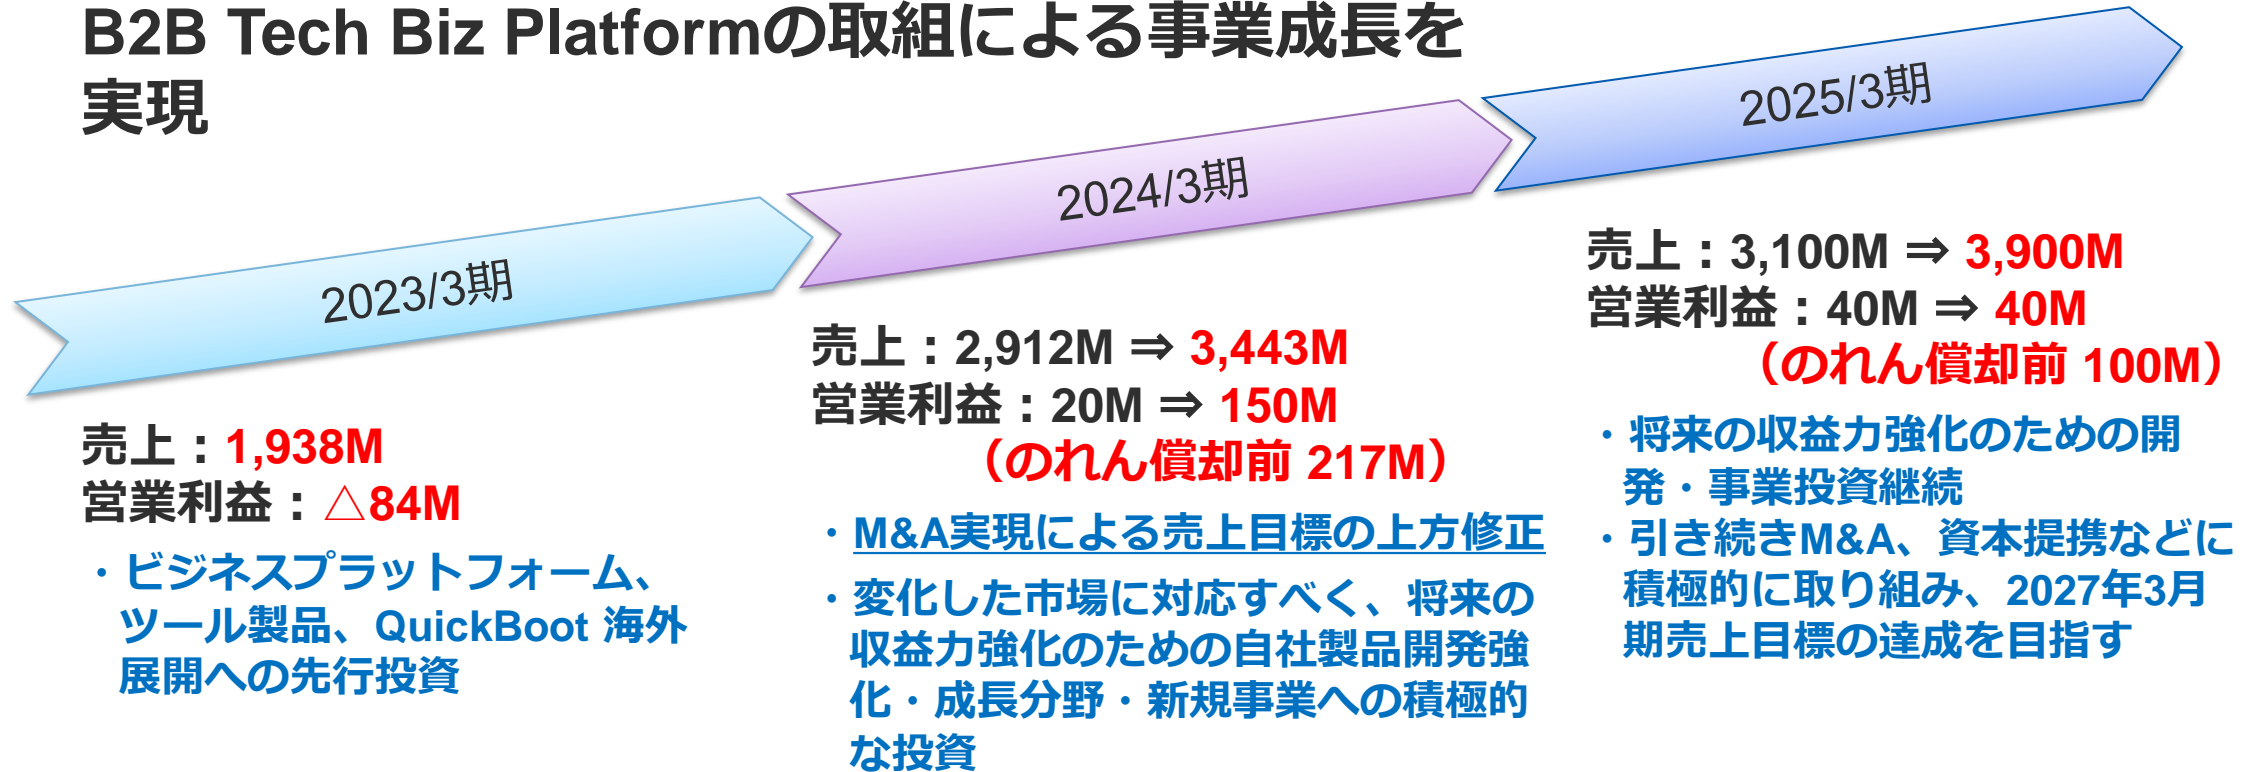 B2B Tech Biz Platformの取組による事業成長を
実現
2023/3期
売上：1,938M
営業利益：△84M
・ビジネスプラットフォーム、
ツール製品、QuickBoot 海外
展開への先行投資
2024/3期
売上：2,912M ⇒ 3,443M
営業利益：20M ⇒ 150M
（のれん償却前 217M）
・M&A実現による売上目標の上方修正
・変化した市場に対応すべく、将来の
収益力強化のための自社製品開発強
化・成長分野・新規事業への積極的
な投資
2025/3期
売上：3,100M ⇒ 3,900M
営業利益：40M ⇒ 40M
（のれん償却前 100M）
・将来の収益力強化のための開
発・事業投資継続
・引き続きM&A、資本提携などに
積極的に取り組み、2027年3月
期売上目標の達成を目指す